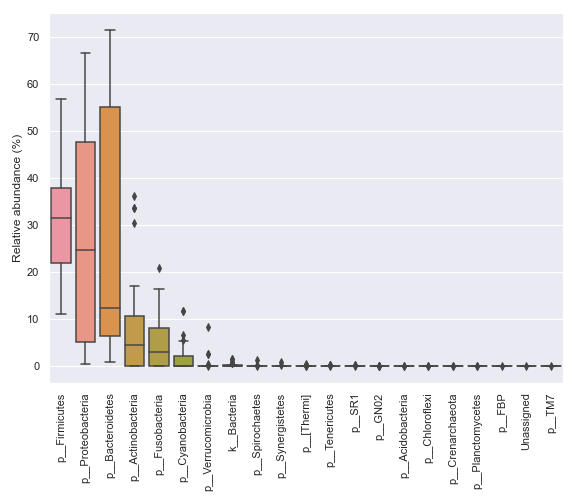 70
60
50
40
30
20
10
0
Relative abundance (%)
p__Firmicutes
p__Proteobacteria
p__Bacteroidetes
p__Actinobacteria
p__Fusobacteria
p__Cyanobacteria
p__Verrucomicrobia
k__Bacteria
p__Spirochaetes
p__Synergistetes
p__[Thermi]
p__Tenericutes
p__SR1
p__GN02
p__Acidobacteria
p__Chloroflexi
p__Crenarchaeota
p__Planctomycetes
p__FBP
Unassigned
p__TM7